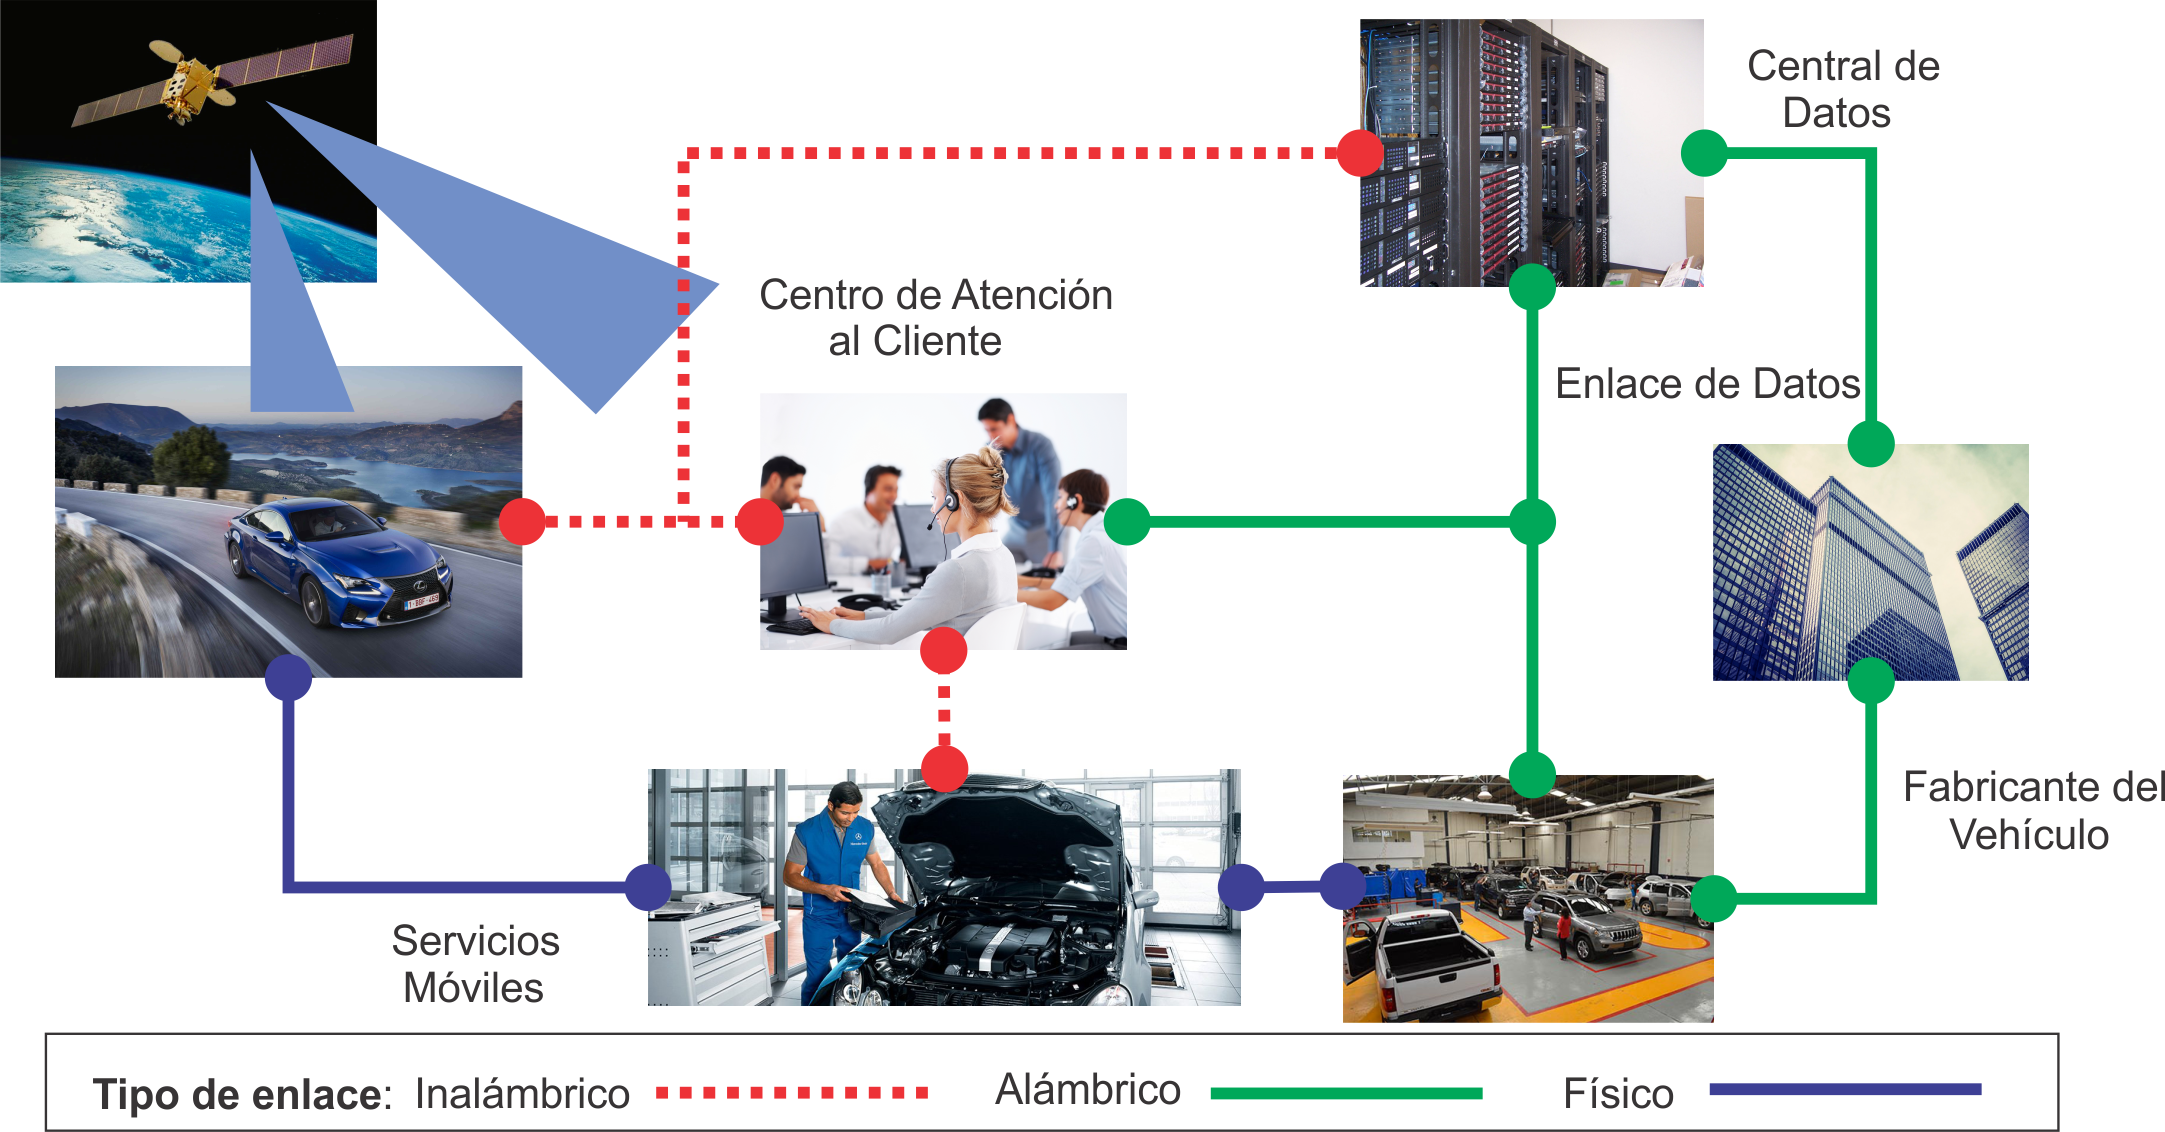 Central de
Datos
Centro de Atención
al Cliente
Enlace de Datos
Fabricante del
Vehículo
Servicios
Móviles
Tipo de enlace: Inalámbrico Alámbrico Físico